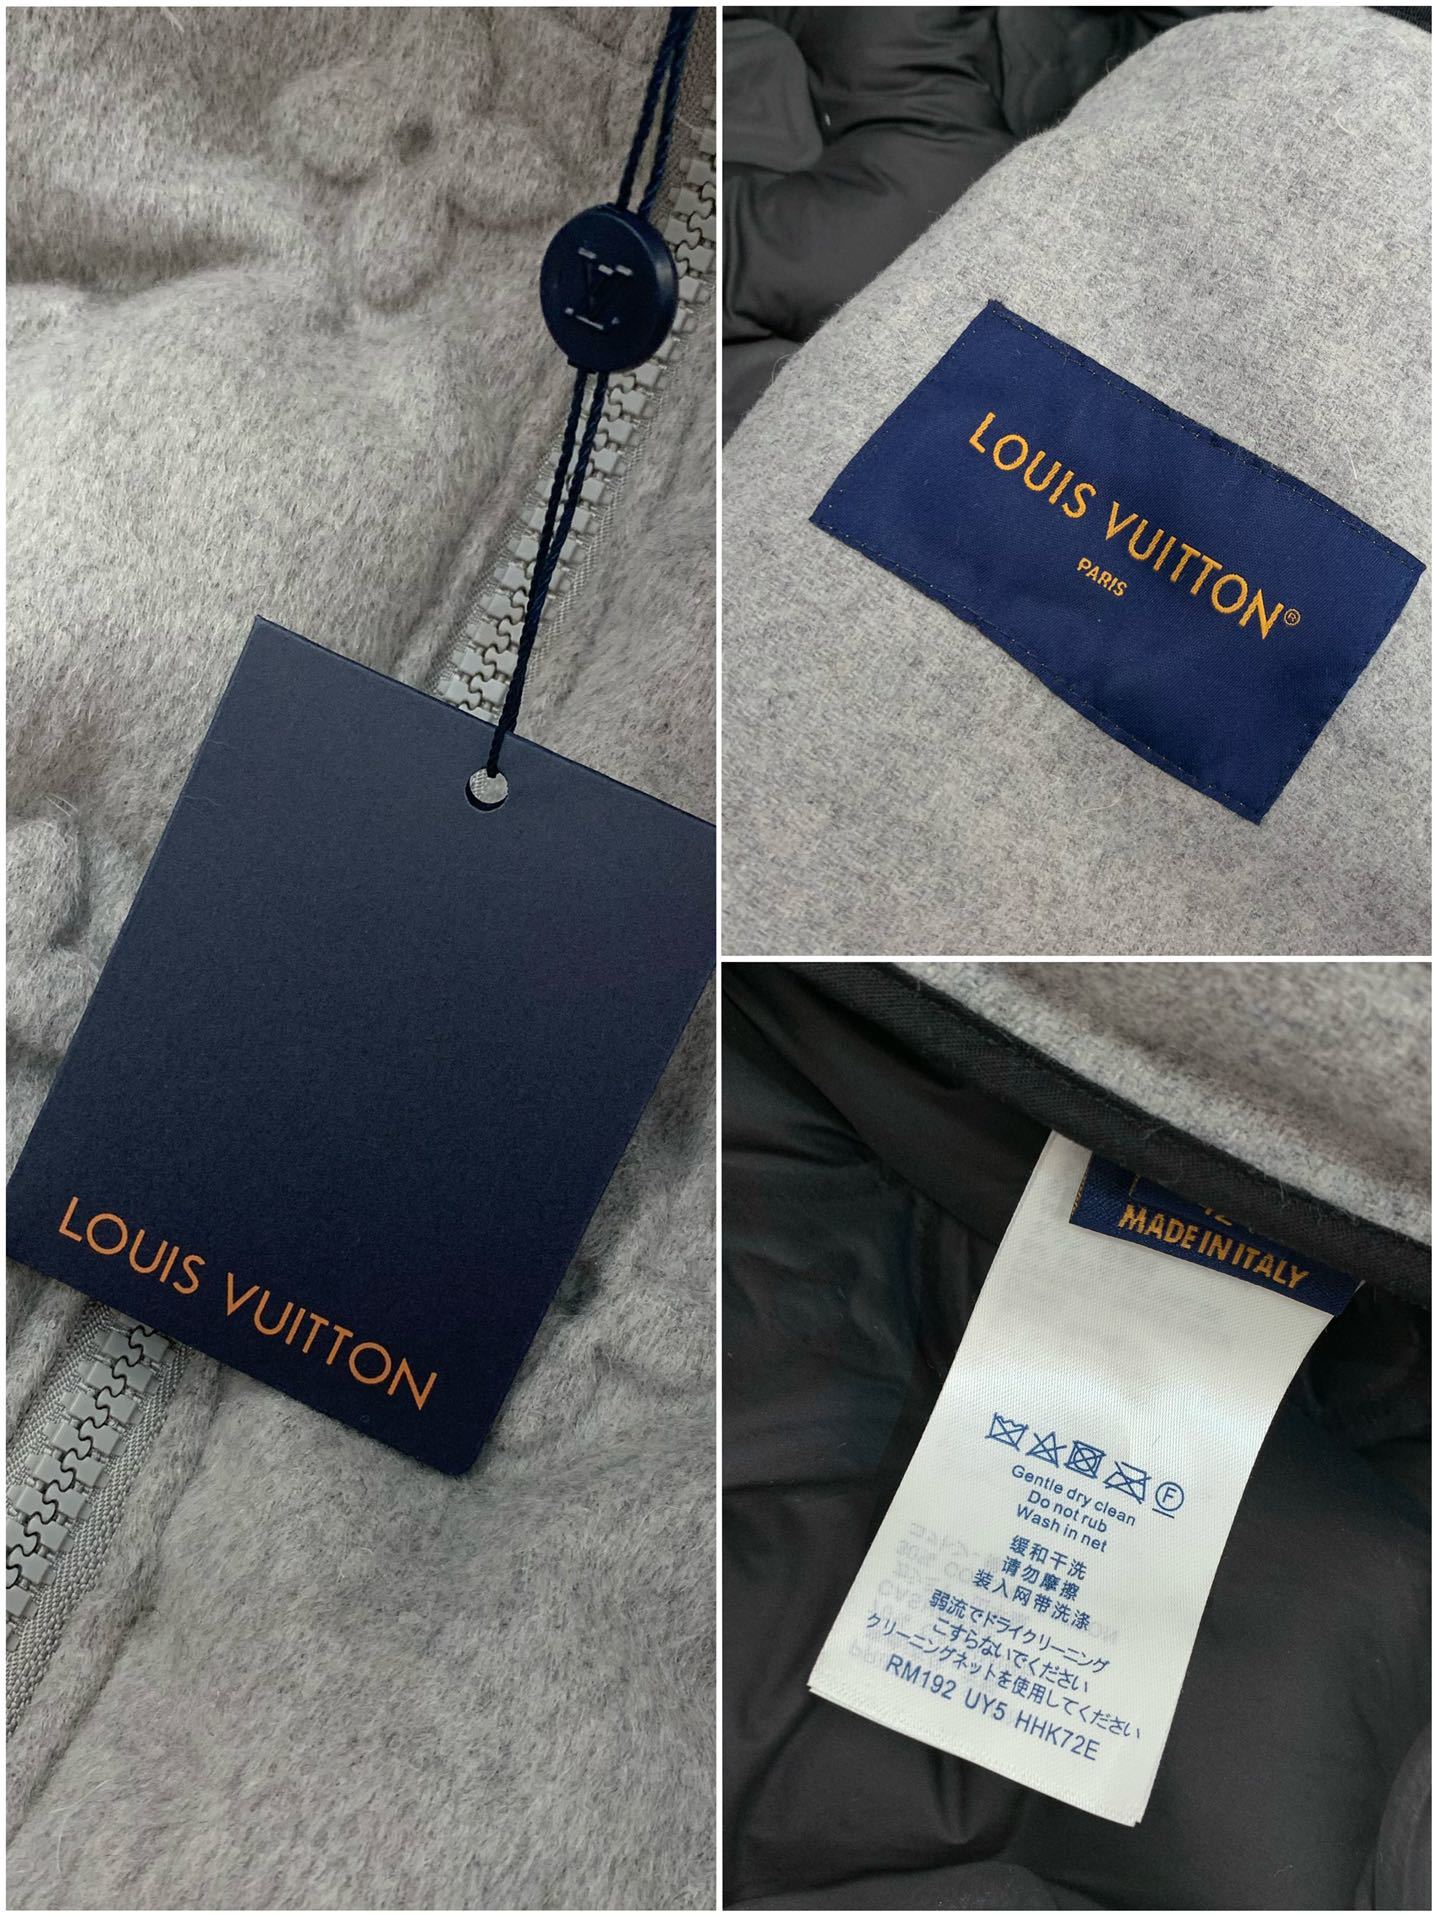 LV
LOUIS VUITTON
LOUIS VUITTON®
PARIS
MADE IN ITALY
Gentle dry clean
Do not rub
Wash in net
缓和干洗
请勿摩擦
装入网带洗涤
弱流でドライクリーニング
こすらないでください
クリーニングネットを使用してください
RM192 UY5 HHK72E
F